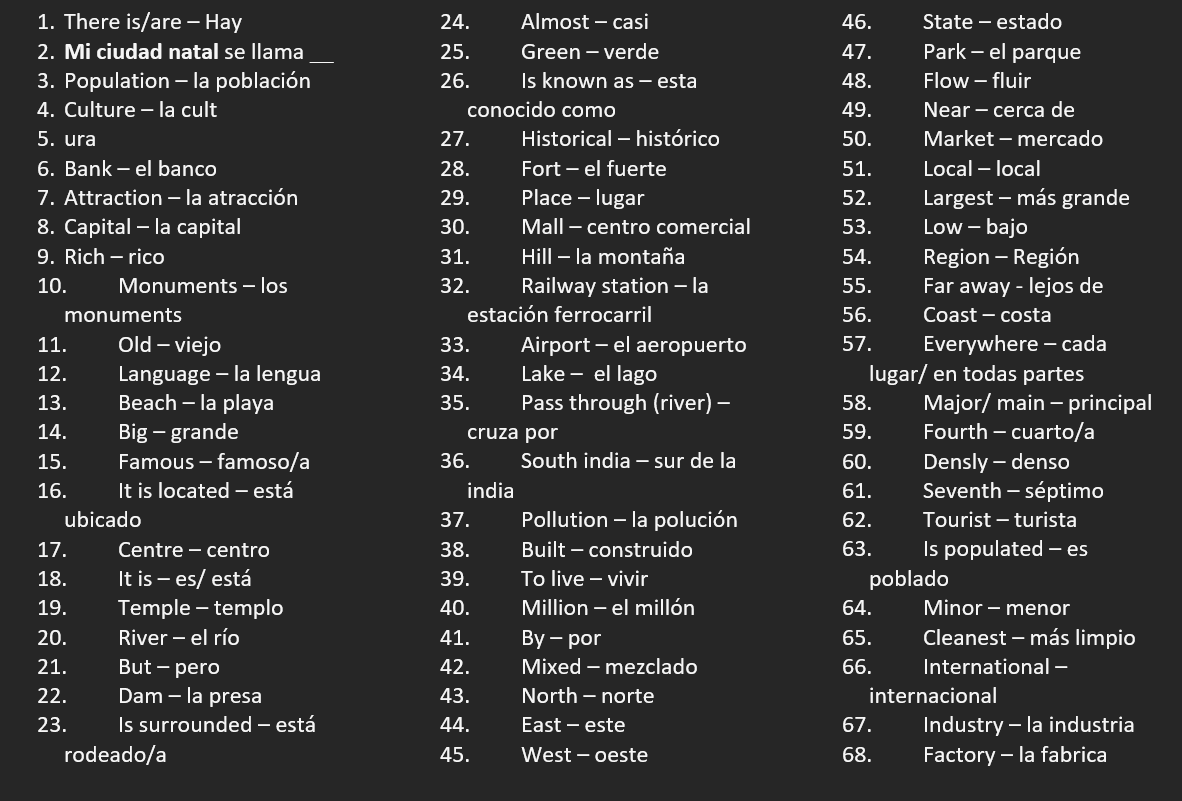 1. There is/are – Hay
2. Mi ciudad natal se llama __
3. Population – la población
4. Culture – la cult
5. ura
6. Bank – el banco
7. Attraction – la atracción
8. Capital – la capital
9. Rich – rico
10. Monuments – los
monuments
11. Old – viejo
12. Language – la lengua
13. Beach – la playa
14. Big – grande
15. Famous – famoso/a
16. It is located – está
ubicado
17. Centre – centro
18. It is – es/ está
19. Temple – templo
20. River – el río
21. But – pero
22. Dam – la presa
23. Is surrounded – está
rodeado/a
24. Almost – casi
25. Green – verde
26. Is known as – esta
conocido como
27. Historical – histórico
28. Fort – el fuerte
29. Place – lugar
30. Mall – centro comercial
31. Hill – la montaña
32. Railway station – la
estación ferrocarril
33. Airport – el aeropuerto
34. Lake – el lago
35. Pass through (river) –
cruza por
36. South india – sur de la
india
37. Pollution – la polución
38. Built – construido
39. To live – vivir
40. Million – el millón
41. By – por
42. Mixed – mezclado
43. North – norte
44. East – este
45. West – oeste
46. State – estado
47. Park – el parque
48. Flow – fluir
49. Near – cerca de
50. Market – mercado
51. Local – local
52. Largest – más grande
53. Low – bajo
54. Region – Región
55. Far away - lejos de
56. Coast – costa
57. Everywhere – cada
lugar/ en todas partes
58. Major/ main – principal
59. Fourth – cuarto/a
60. Densly – denso
61. Seventh – séptimo
62. Tourist – turista
63. Is populated – es
poblado
64. Minor – menor
65. Cleanest – más limpio
66. International –
internacional
67. Industry – la industria
68. Factory – la fabrica